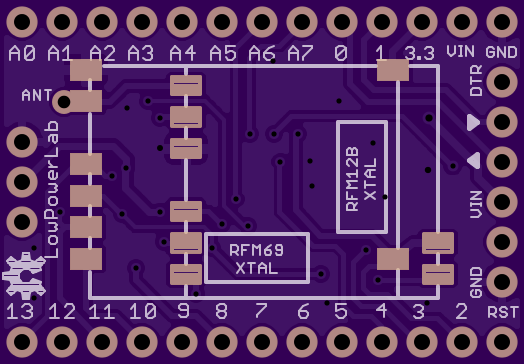 A0 A1 A2 A3 A4 A5 A6 A7 0 1 3.3 VIN GND
DTR
ANT
LowPowerLab
RFM12B
XTAL
VIN
RFM69
XTAL
GND
13 12 11 10 9 8 7 6 5 4 3 2 RST